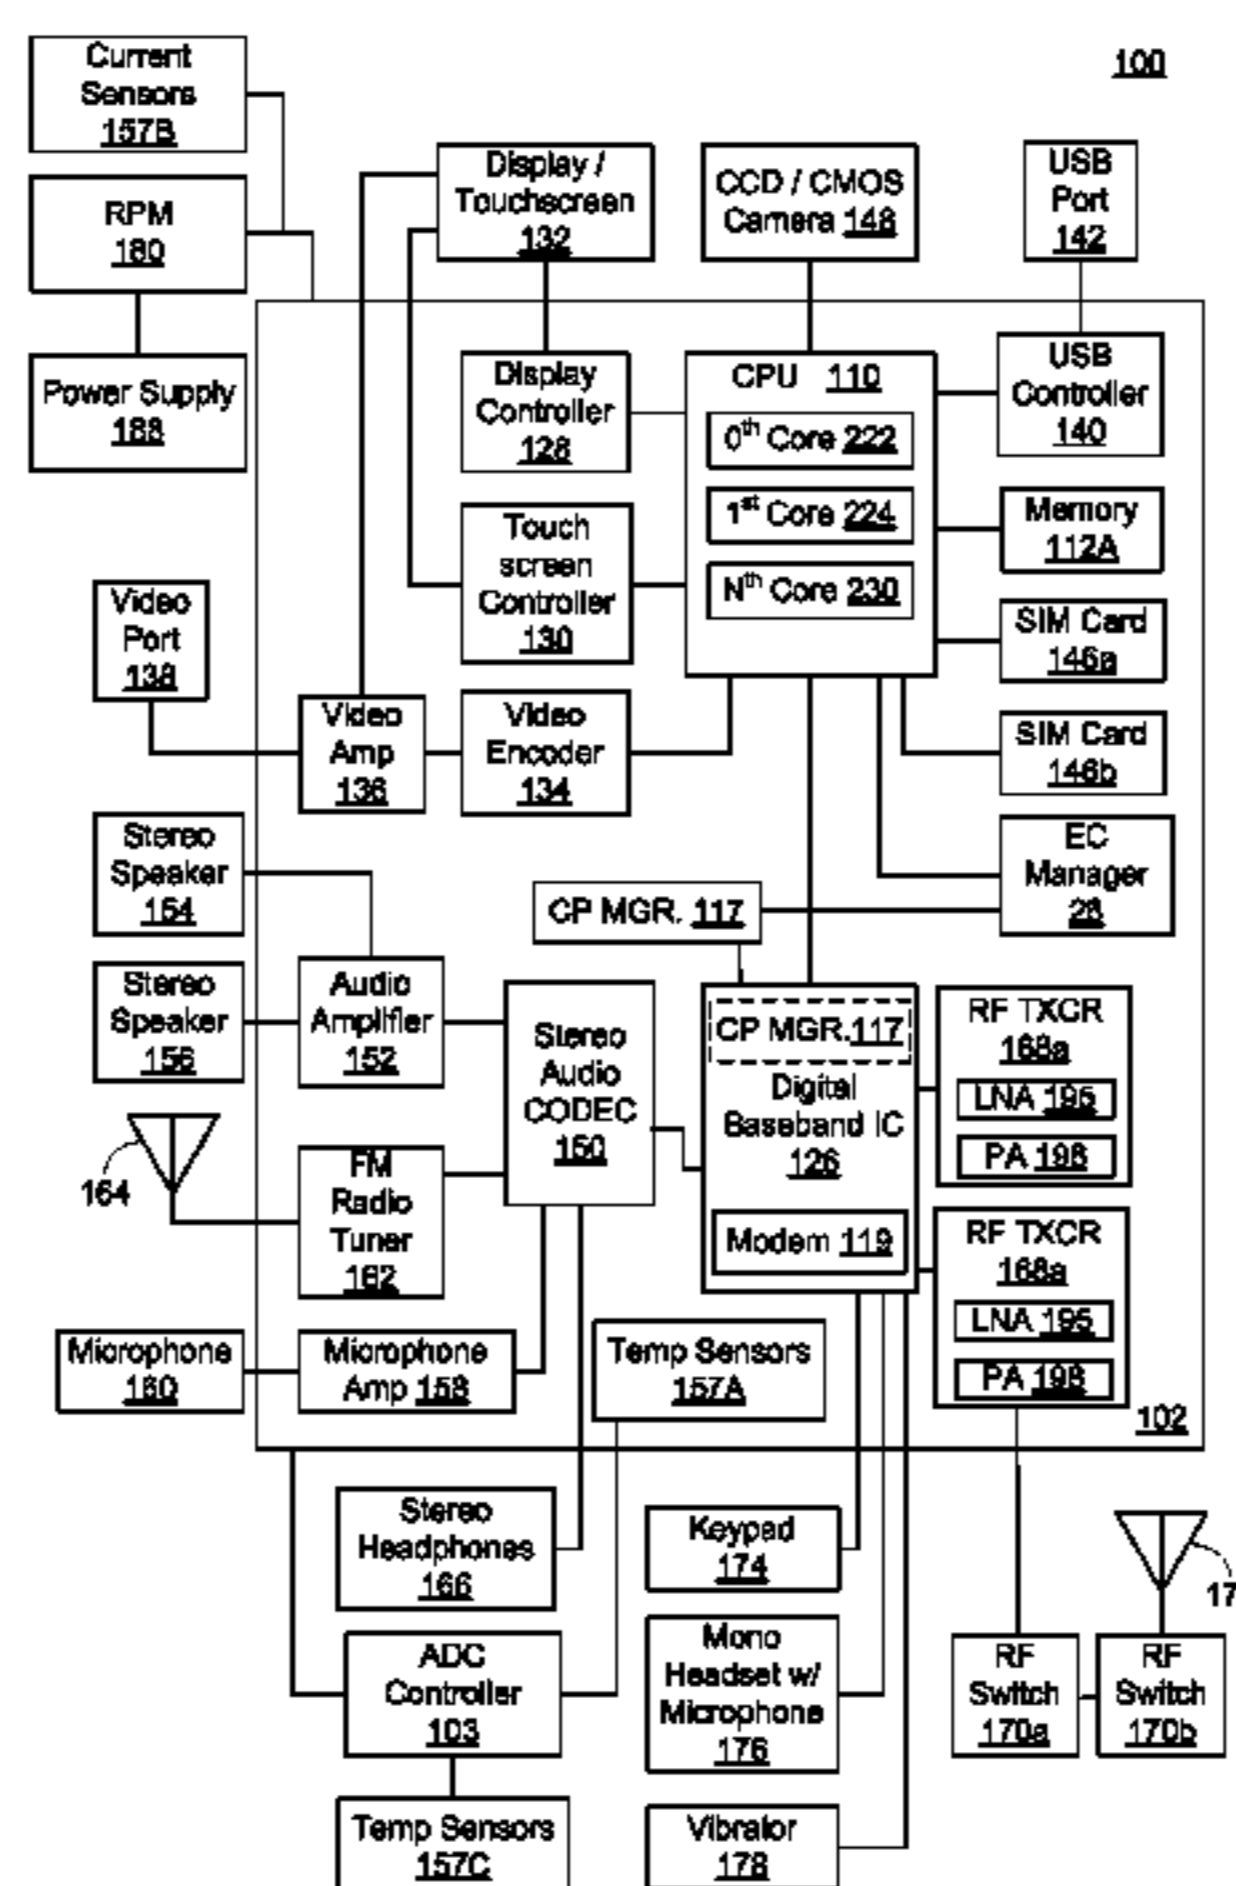 100
Current
Sensors
157B
RPM
180
Power Supply
188
Display /
Touchscreen
132
CCD / CMOS
Camera 148
USB
Port
142
Display
Controller
128
CPU 110
0th Core 222
1st Core 224
Nth Core 230
USB
Controller
140
Touch
screen
Controller
130
Memory
112A
SIM Card
146a
SIM Card
146b
Video
Port
138
Video
Amp
136
Video
Encoder
134
EC
Manager
26
Stereo
Speaker
154
CP MGR. 117
Stereo
Speaker
156
Audio
Amplifier
152
Stereo
Audio
CODEC
150
CP MGR.117
Digital
Baseband IC
126
Modem 119
RF TXCR
168a
LNA 195
PA 198
164
FM
Radio
Tuner
162
RF TXCR
168a
LNA 195
PA 198
Microphone
160
Microphone
Amp 158
Temp Sensors
157A
102
Stereo
Headphones
166
Keypad
174
17
ADC
Controller
103
Mono
Headset w/
Microphone
176
RF
Switch
170a
RF
Switch
170b
Temp Sensors
157C
Vibrator
178